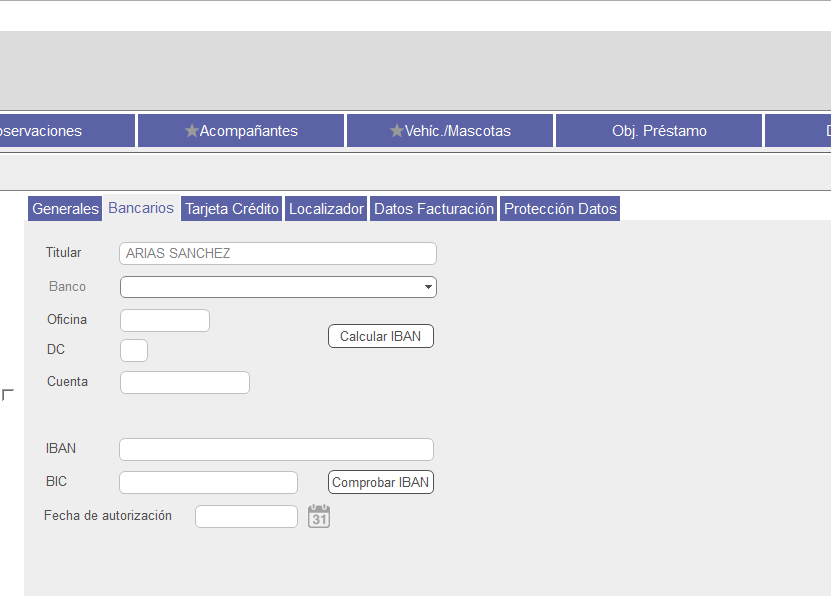 servaciones ★Acompañantes ★Vehíc./Mascotas Obj. Préstamo
Generales Bancarios Tarjeta Crédito Localizador Datos Facturación Protección Datos
Titular ARIAS SANCHEZ
Banco
Oficina
Calcular IBAN
DC
Cuenta
IBAN
BIC Comprobar IBAN
Fecha de autorización 31